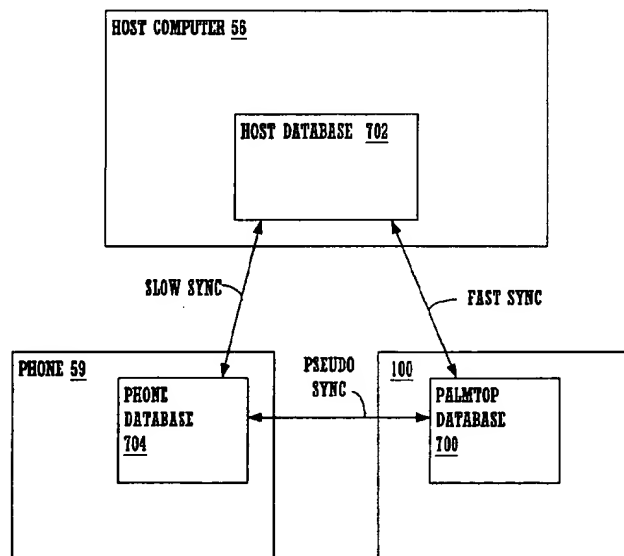 HOST COMPUTER 56
HOST DATABASE 702
SLOW SYNC
FAST SYNC
PHONE 59
PSEUDO
SYNC
100
PHONE
DATABASE
704
PALMTOP
DATABASE
700